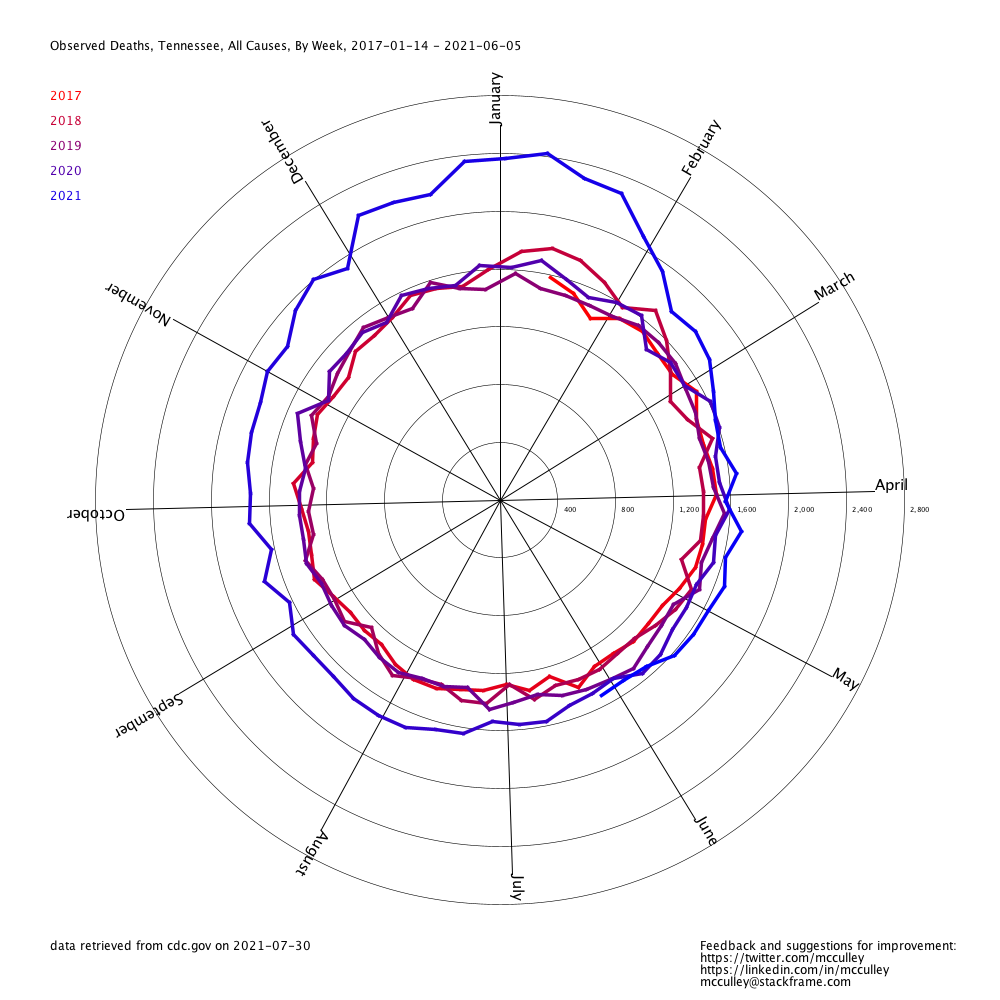 Observed Deaths, Tennessee, All Causes, By Week, 2017-01-14 - 2021-06-05
2017
2018
2019
2020
2021
January
February
March
April
May
June
July
August
September
October
November
December
400
800
1,200
1,600
2,000
2,400
2,800
data retrieved from cdc.gov on 2021-07-30
Feedback and suggestions for improvement:
https://twitter.com/mcculley
https://linkedin.com/in/mcculley
mcculley@stackframe.com